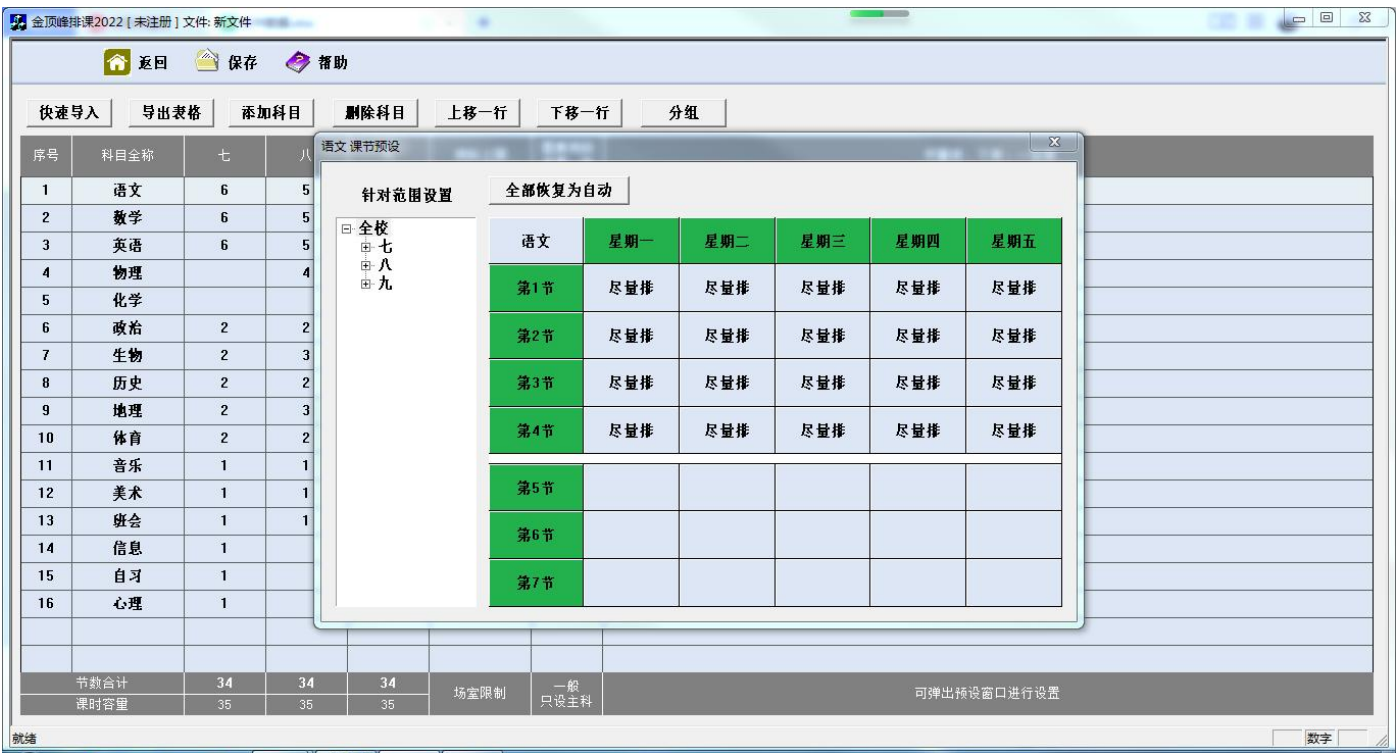 金顶峰排课2022 [ 未注册 ] 文件: 新文件
返回 保存 帮助
快速导入 导出表格 添加科目 删除科目 上移一行 下移一行 分组
序号 科目全称 七 八
1 语文 6 5
2 数学 6 5
3 英语 6 5
4 物理 4
5 化学
6 政治 2 2
7 生物 2 3
8 历史 2 2
9 地理 2 3
10 体育 2 2
11 音乐 1 1
12 美术 1 1
13 班会 1 1
14 信息 1
15 自习 1
16 心理 1
节数合计 34 34 34
课时容量 35 35 35
场室限制
一般
只设主科
可弹出预设窗口进行设置
语文 课节预设
针对范围设置 全部恢复为自动
全校
七
八
九
语文 星期一 星期二 星期三 星期四 星期五
第1节 尽量排 尽量排 尽量排 尽量排 尽量排
第2节 尽量排 尽量排 尽量排 尽量排 尽量排
第3节 尽量排 尽量排 尽量排 尽量排 尽量排
第4节 尽量排 尽量排 尽量排 尽量排 尽量排
第5节
第6节
第7节
就绪 数字